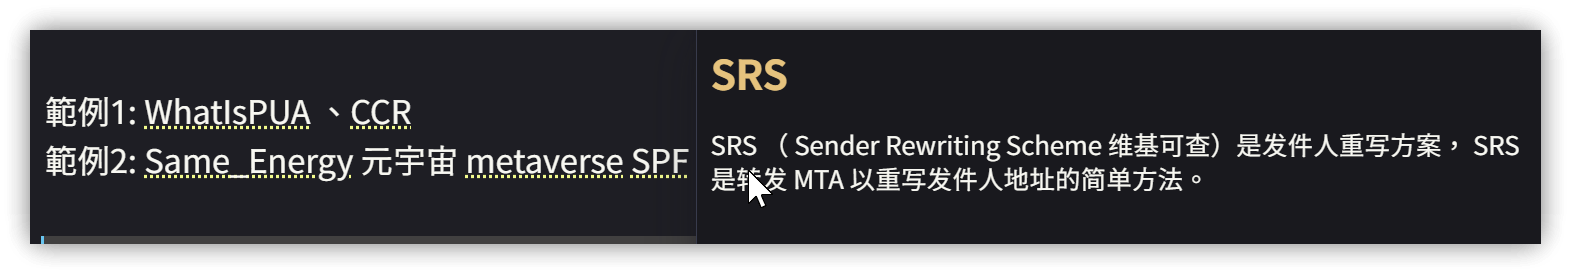 範例1: WhatIsPUA 、CCR
範例2: Same_Energy 元宇宙 metaverse SPF
SRS
SRS （ Sender Rewriting Scheme 维基可查）是发件人重写方案， SRS
是转发 MTA 以重写发件人地址的简单方法。